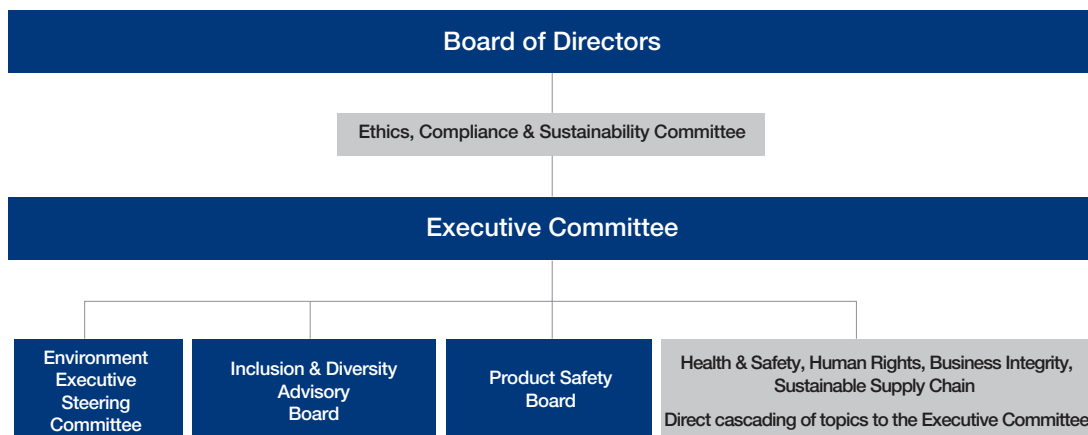 Board of Directors
Ethics, Compliance & Sustainability Committee
Executive Committee
Environment
Executive
Steering
Committee
Inclusion & Diversity
Advisory
Board
Product Safety
Board
Health & Safety, Human Rights, Business Integrity,
Sustainable Supply Chain
Direct cascading of topics to the Executive Committee